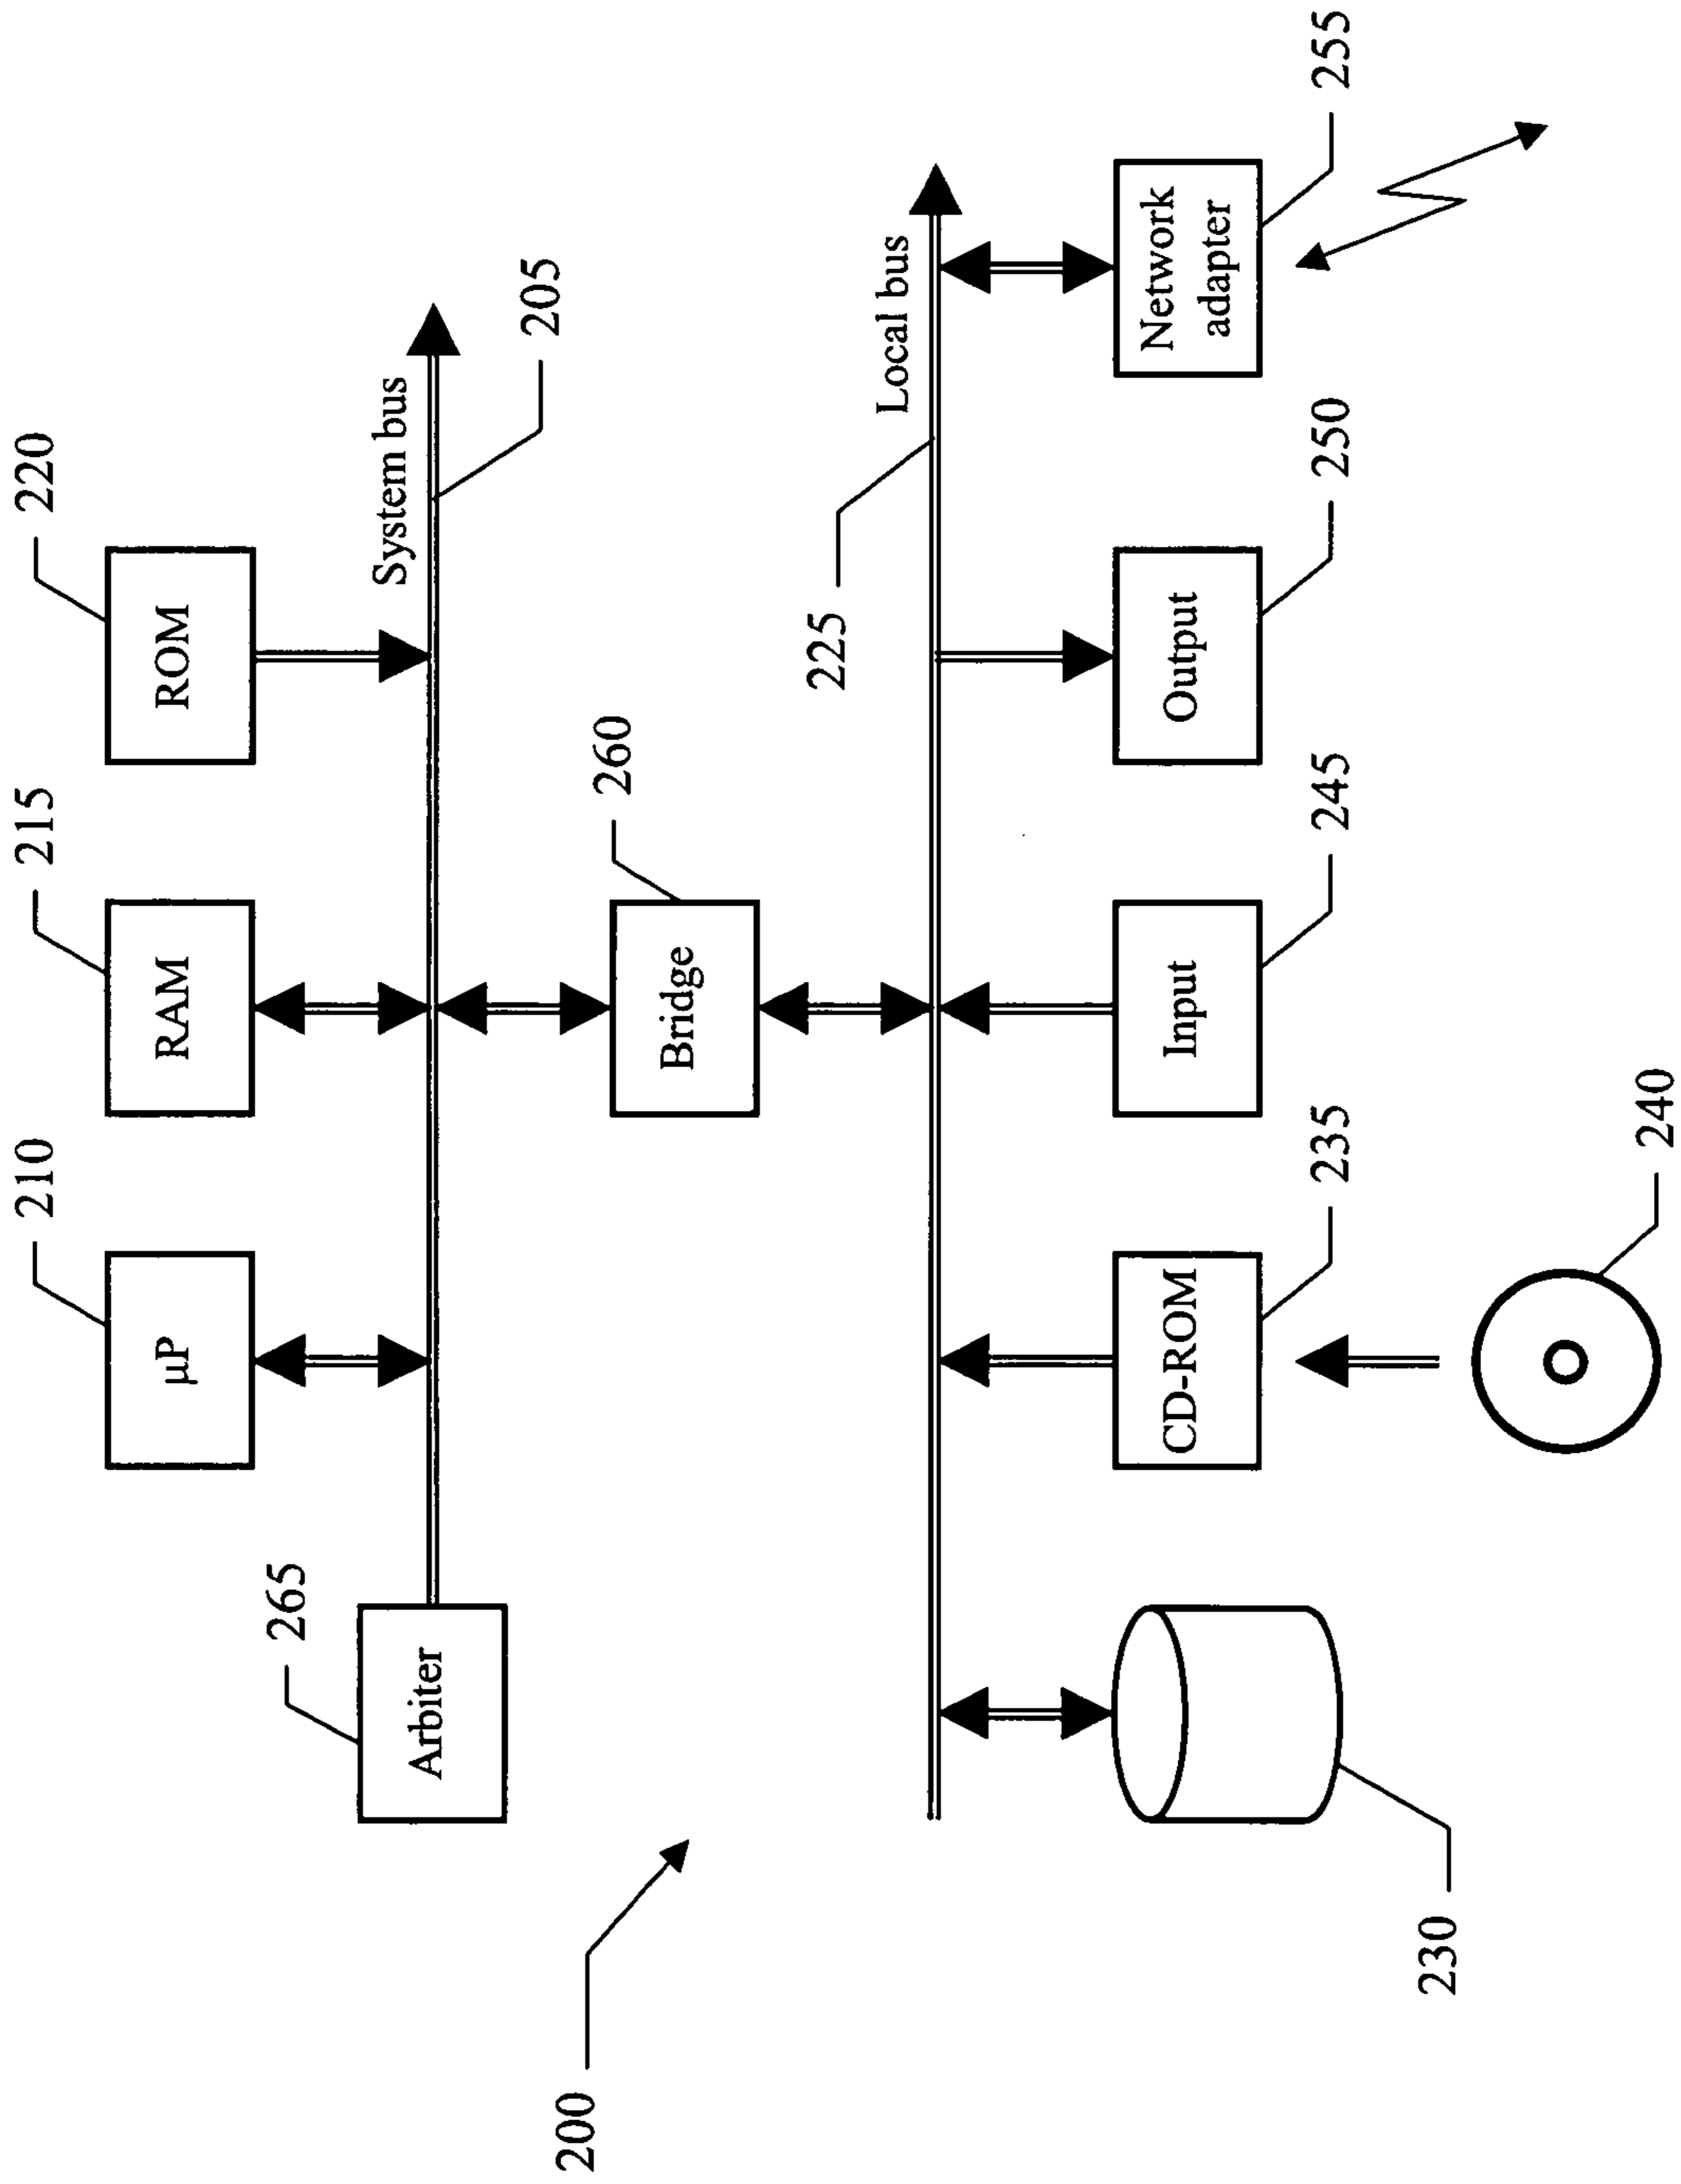 210
215
220
µP
RAM
ROM
265
Arbiter
System bus
205
200
Bridge
260
225
Local bus
230
CD-ROM
235
Input
245
Output
250
Network
adapter
255
240